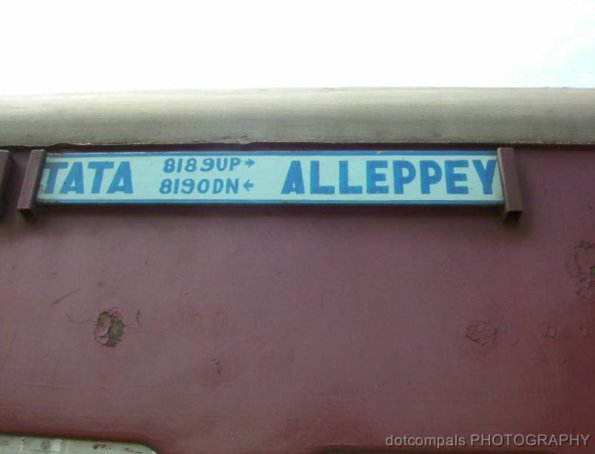 TATA 8189UP→ ALLEPPEY
8190DN←
dotcompals PHOTOGRAPHY